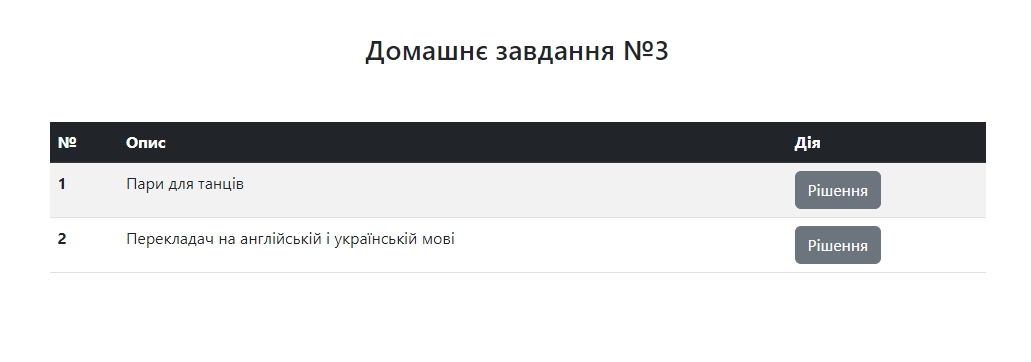 Домашнє завдання №3
№ Опис Дія
1 Пари для танців Рішення
2 Перекладач на англійській і українській мові Рішення